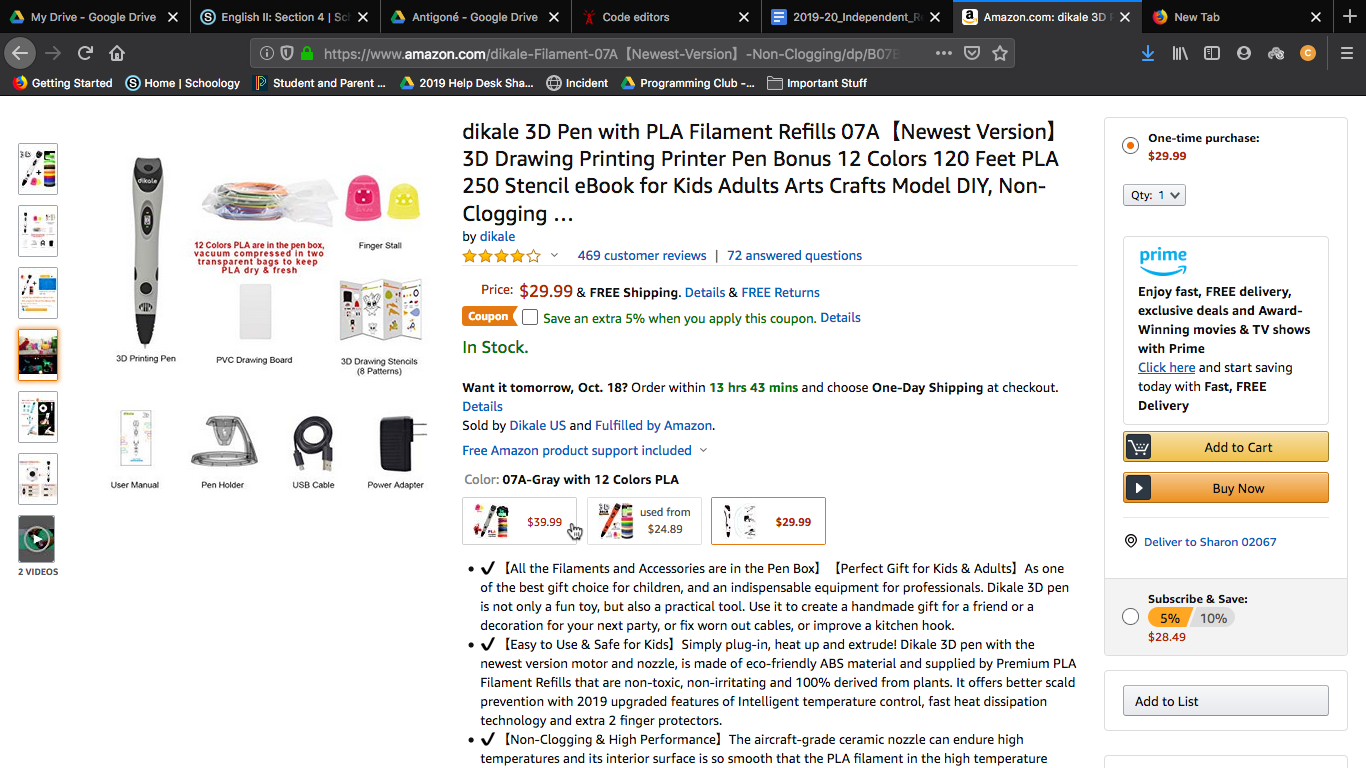 My Drive - Google Drive
English II: Section 4 | Sch
Antigoné - Google Drive
Code editors
2019-20_Independent_R
Amazon.com: dikale 3D P
New Tab
https://www.amazon.com/dikale-Filament-07A【Newest-Version】-Non-Clogging/dp/B07B
C
Getting Started
Home | Schoology
Student and Parent ...
2019 Help Desk Sha...
Incident
Programming Club -...
Important Stuff
dikale
12 Colors PLA are in the pen box,
vacuum compressed in two
transparent bags to keep
PLA dry & fresh
Finger Stall
3D Printing Pen
PVC Drawing Board
3D Drawing Stencils
(8 Patterns)
User Manual
Pen Holder
USB Cable
Power Adapter
2 VIDEOS
dikale 3D Pen with PLA Filament Refills 07A【Newest Version】
3D Drawing Printing Printer Pen Bonus 12 Colors 120 Feet PLA
250 Stencil eBook for Kids Adults Arts Crafts Model DIY, Non-
Clogging …
by dikale
469 customer reviews | 72 answered questions
Price: $29.99 & FREE Shipping. Details & FREE Returns
Coupon Save an extra 5% when you apply this coupon. Details
In Stock.
Want it tomorrow, Oct. 18? Order within 13 hrs 43 mins and choose One-Day Shipping at checkout.
Details
Sold by Dikale US and Fulfilled by Amazon.
Free Amazon product support included
Color: 07A-Gray with 12 Colors PLA
$39.99
used from
$24.89
$29.99
• ✔【All the Filaments and Accessories are in the Pen Box】【Perfect Gift for Kids & Adults】As one
of the best gift choice for children, and an indispensable equipment for professionals. Dikale 3D pen
is not only a fun toy, but also a practical tool. Use it to create a handmade gift for a friend or a
decoration for your next party, or fix worn out cables, or improve a kitchen hook.
• ✔【Easy to Use & Safe for Kids】Simply plug-in, heat up and extrude! Dikale 3D pen with the
newest version motor and nozzle, is made of eco-friendly ABS material and supplied by Premium PLA
Filament Refills that are non-toxic, non-irritating and 100% derived from plants. It offers better scald
prevention with 2019 upgraded features of Intelligent temperature control, fast heat dissipation
technology and extra 2 finger protectors.
• ✔【Non-Clogging & High Performance】The aircraft-grade ceramic nozzle can endure high
temperatures and its interior surface is so smooth that the PLA filament in the high temperature
One-time purchase:
$29.99
Qty: 1
prime
Enjoy fast, FREE delivery,
exclusive deals and Award-
Winning movies & TV shows
with Prime
Click here and start saving
today with Fast, FREE
Delivery
Add to Cart
Buy Now
Deliver to Sharon 02067
Subscribe & Save:
5% 10%
$28.49
Add to List